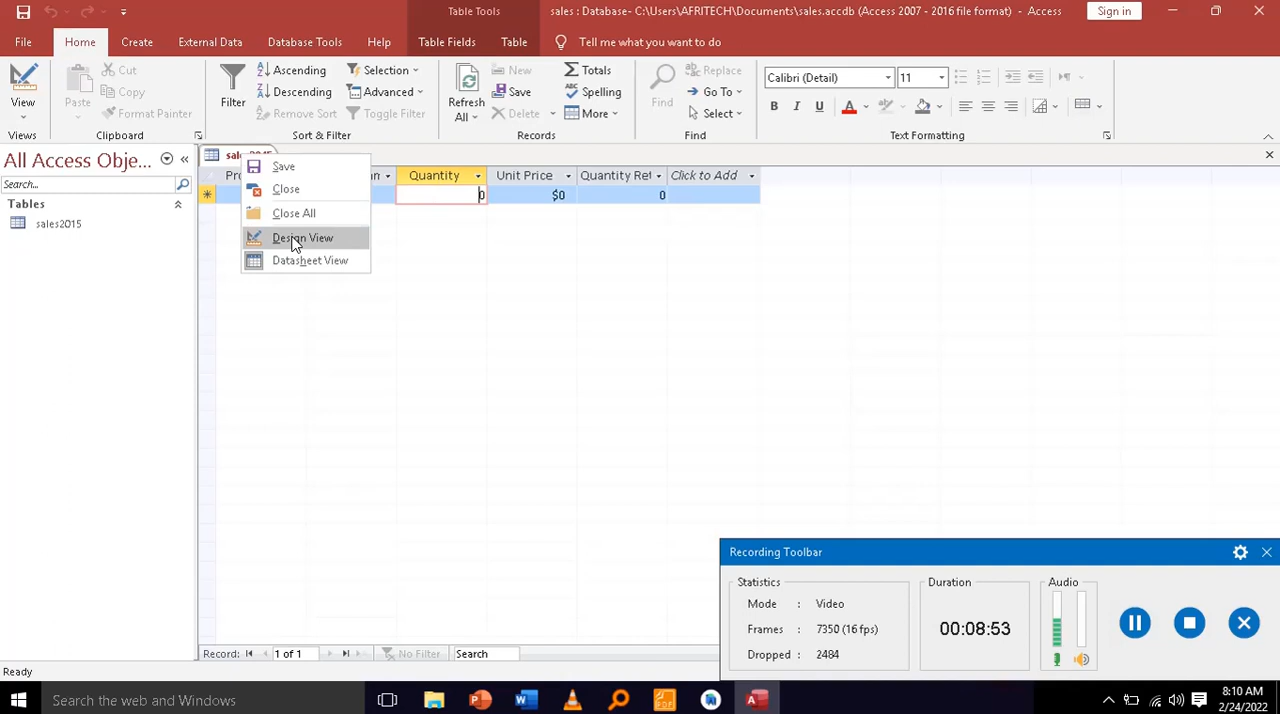 Table Tools
sales : Database- C:\Users\AFRITECH\Documents\sales.accdb (Access 2007 - 2016 file format) - Access
Sign in
File
Home
Create
External Data
Database Tools
Help
Table Fields
Table
Tell me what you want to do
View
Views
Paste
Cut
Copy
Format Painter
Clipboard
Filter
Ascending
Descending
Remove Sort
Selection
Advanced
Toggle Filter
Sort & Filter
Refresh
All
New
Save
Delete
Totals
Spelling
More
Records
Find
Replace
Go To
Select
Find
Calibri (Detail)
11
B I U A
Text Formatting
All Access Obje...
Search...
Tables
sales2015
Save
Close
Close All
Design View
Datasheet View
Quantity
Unit Price
Quantity Ret
Click to Add
0
$0
0
Record:
1 of 1
No Filter
Search
Ready
Recording Toolbar
Statistics
Mode : Video
Frames : 7350 (16 fps)
Dropped : 2484
Duration
00:08:53
Audio
Search the web and Windows
8:10 AM
2/24/2022